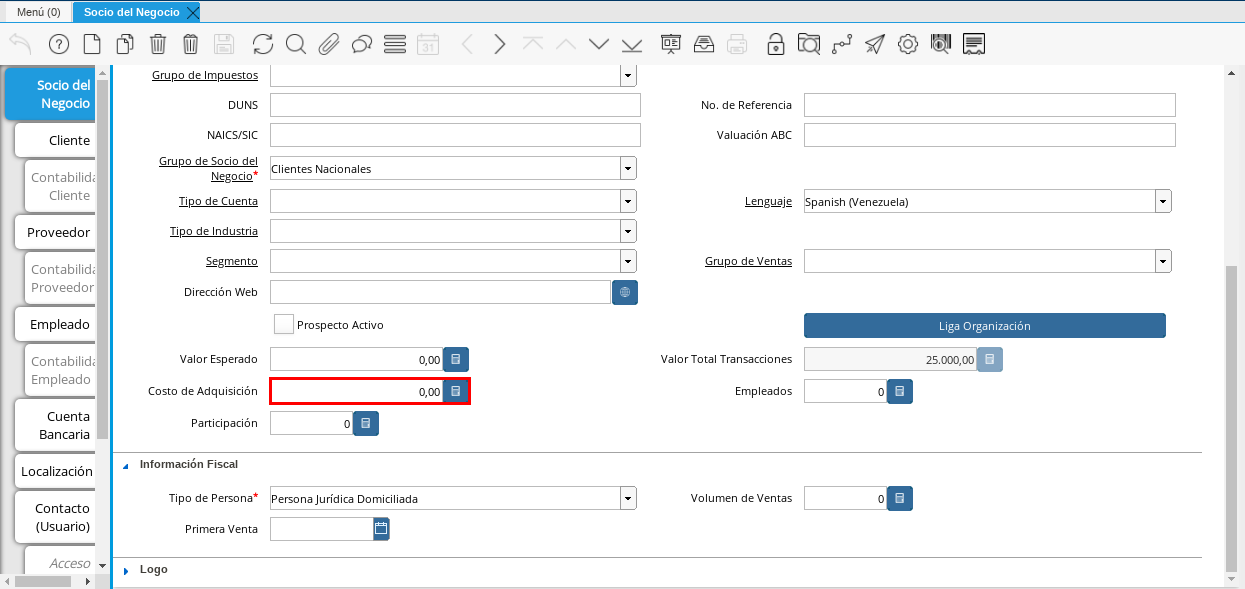 Menú (0)
Socio del Negocio
31
Socio del
Negocio
Cliente
Contabilida
Cliente
Proveedor
Contabilida
Proveedor
Empleado
Contabilida
Empleado
Cuenta
Bancaria
Localización
Contacto
(Usuario)
Acceso
Grupo de Impuestos
DUNS
No. de Referencia
NAICS/SIC
Valuación ABC
Grupo de Socio del
Negocio*
Clientes Nacionales
Tipo de Cuenta
Lenguaje
Spanish (Venezuela)
Tipo de Industria
Segmento
Grupo de Ventas
Dirección Web
Prospecto Activo
Liga Organización
Valor Esperado
0,00
Valor Total Transacciones
25.000,00
Costo de Adquisición
0,00
Empleados
0
Participación
0
Información Fiscal
Tipo de Persona*
Persona Jurídica Domiciliada
Volumen de Ventas
0
Primera Venta
Logo